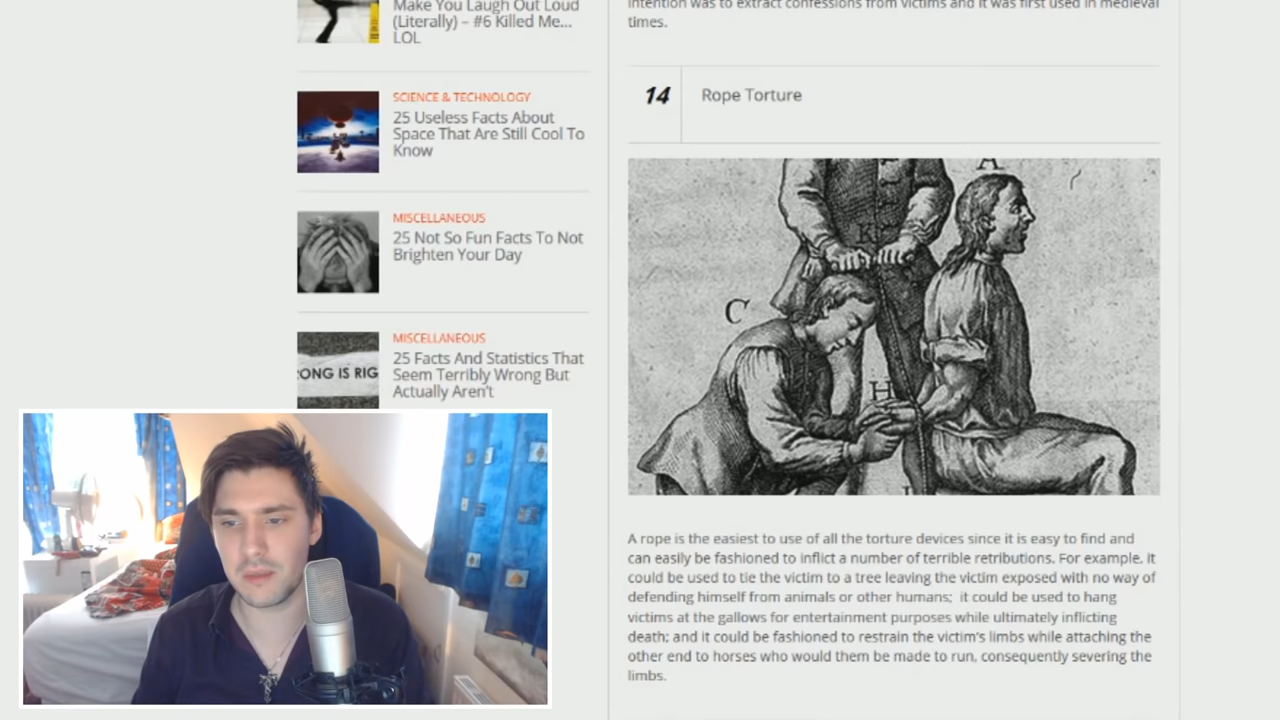 Make You Laugh Out Loud
(Literally) – #6 Killed Me...
LOL
SCIENCE & TECHNOLOGY
25 Useless Facts About
Space That Are Still Cool To
Know
MISCELLANEOUS
25 Not So Fun Facts To Not
Brighten Your Day
MISCELLANEOUS
25 Facts And Statistics That
Seem Terribly Wrong But
Actually Aren't
ONG IS RIG
intention was to extract confessions from victims and it was first used in medieval
times.
14 Rope Torture
A
C
H
A rope is the easiest to use of all the torture devices since it is easy to find and
can easily be fashioned to inflict a number of terrible retributions. For example, it
could be used to tie the victim to a tree leaving the victim exposed with no way of
defending himself from animals or other humans; it could be used to hang
victims at the gallows for entertainment purposes while ultimately inflicting
death; and it could be fashioned to restrain the victim's limbs while attaching the
other end to horses who would them be made to run, consequently severing the
limbs.